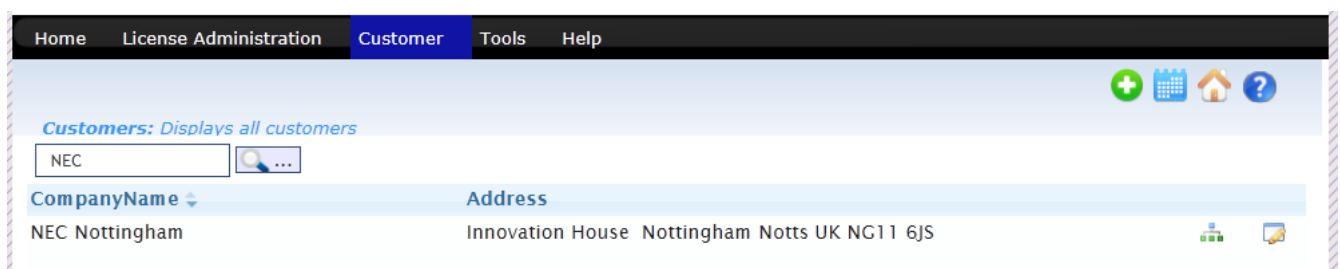 Home License Administration Customer Tools Help
Customers: Displays all customers
NEC ...
CompanyName Address
NEC Nottingham Innovation House Nottingham Notts UK NG11 6JS